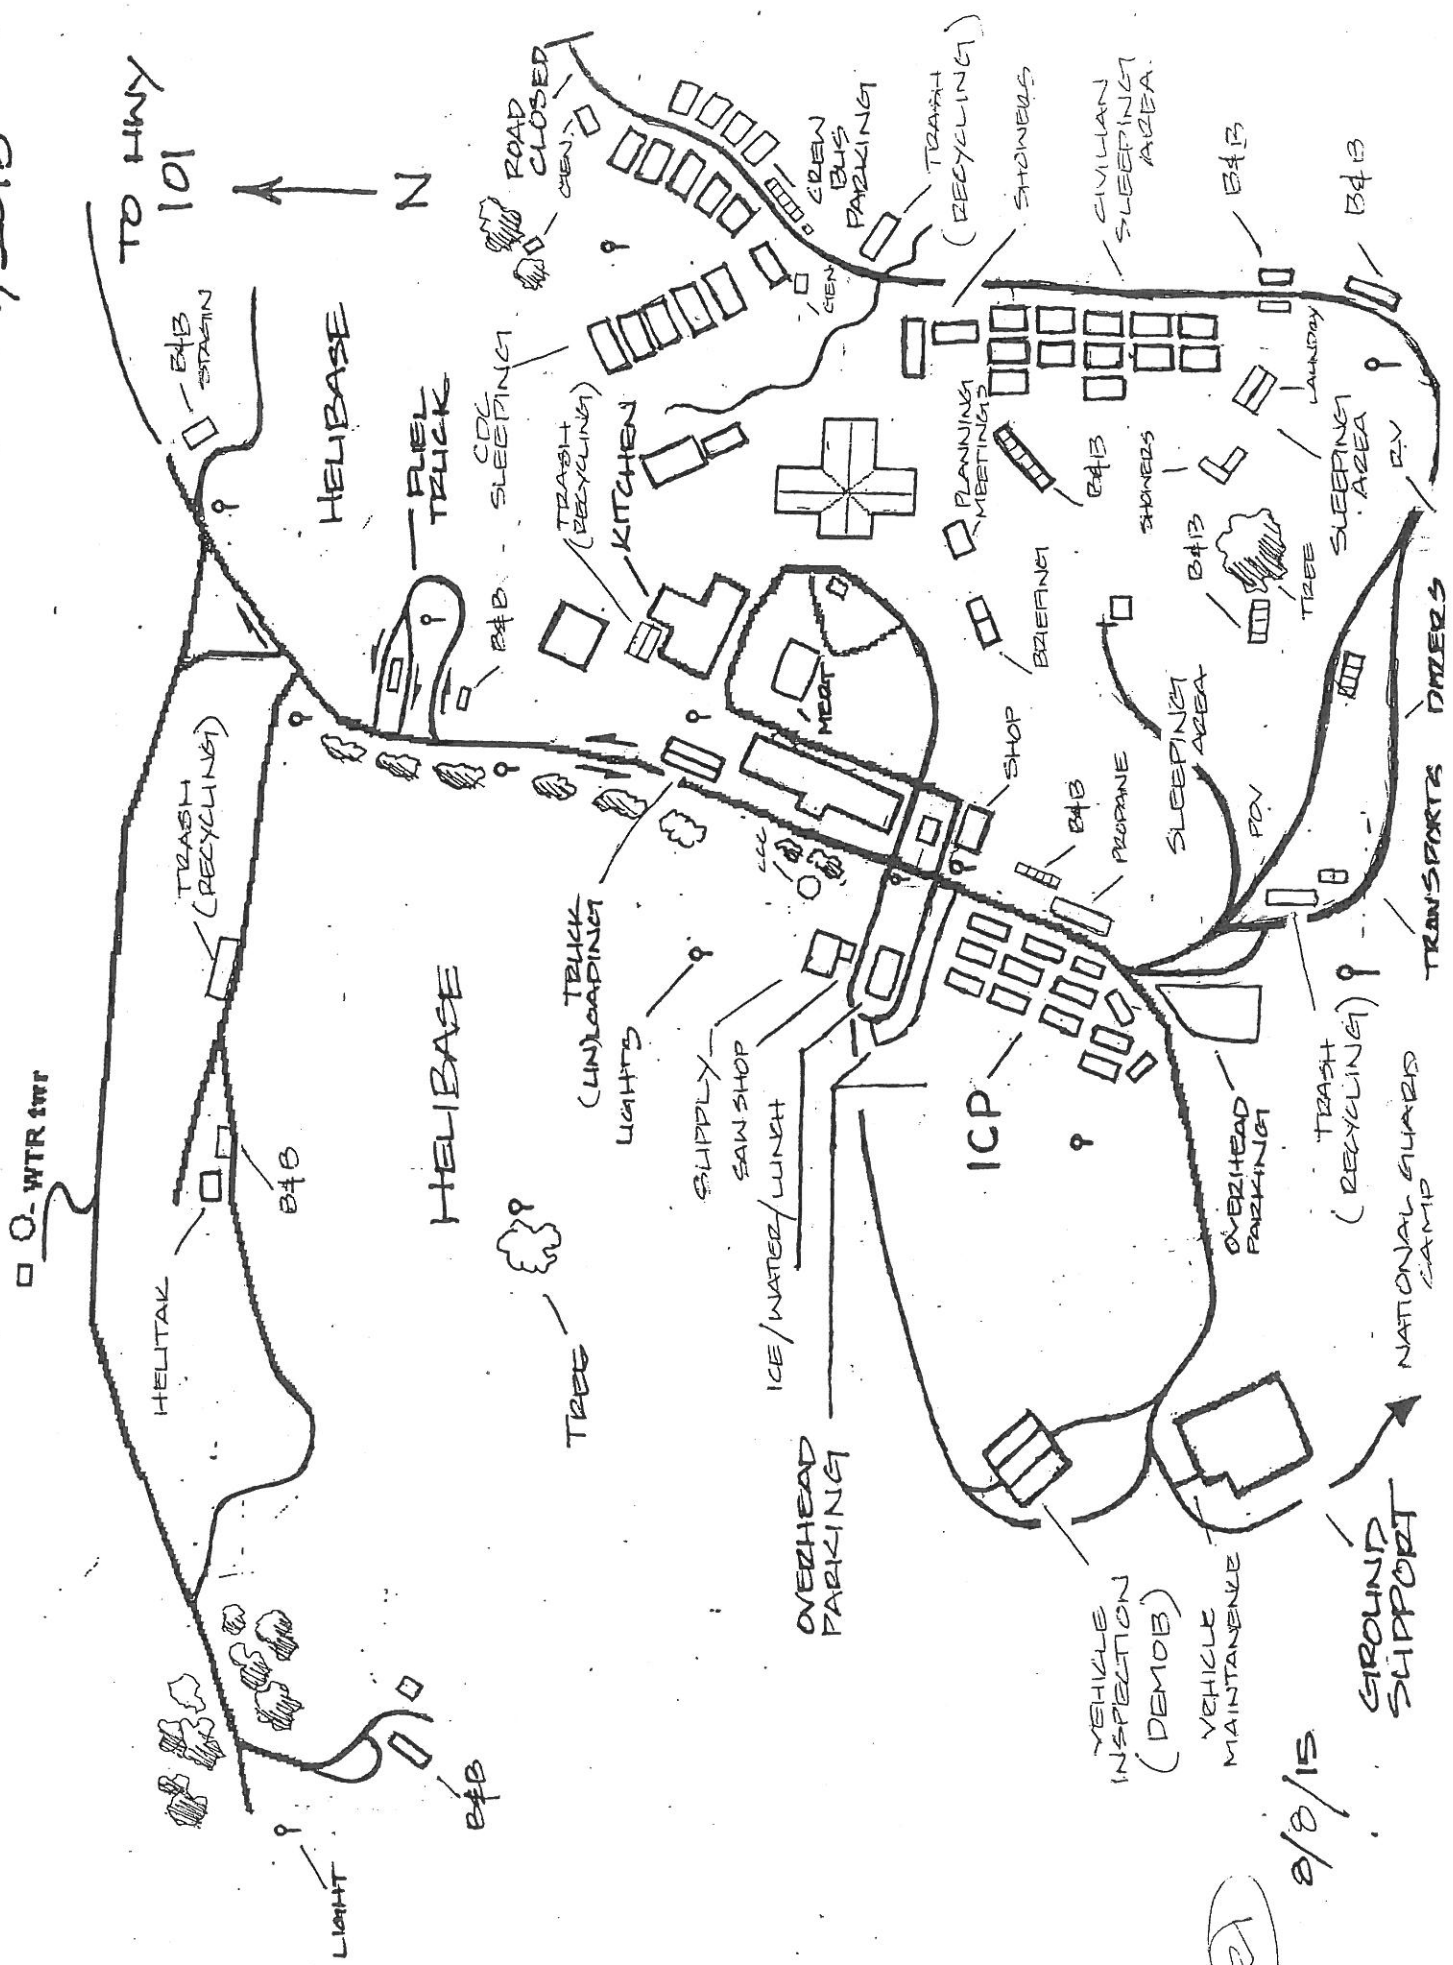 TO HWY
101
N
WTR twr
B&B
STAGIN
HELIBASE
FUEL
TRUCK
ROAD
CLOSED
GEN.
CDC
SLEEPING
TRASH
(RECYCLING)
KITCHEN
B&B
CREW
BUS
PARKING
GEN
TRASH
(RECYCLING)
SHOWERS
CIVILIAN
SLEEPING
AREA.
B&B
B&B
LAUNDRY
PLANNING
MEETINGS
B&B
SHOWERS
SLEEPING
AREA
RV
B&B
TREE
BRIEFING
MERT
SHOP
B&B
PROPANE
SLEEPING
AREA
POV
DOZERS
TRANSPORTS
TRASH
(RECYCLING)
HELITAK
B&B
HELIBASE
TRUCK
(UN)LOADING
LIGHTS
CCC
SUPPLY
SAW SHOP
ICE/WATER/LUNCH
TREE
OVERHEAD
PARKING
ICP
OVERHEAD
PARKING
TRASH
(RECYCLING)
NATIONAL GUARD
CAMP
VEHICLE
INSPECTION
(DEMOB)
VEHICLE
MAINTANENCE
GROUND
SUPPORT
B&B
LIGHT
8/8/15